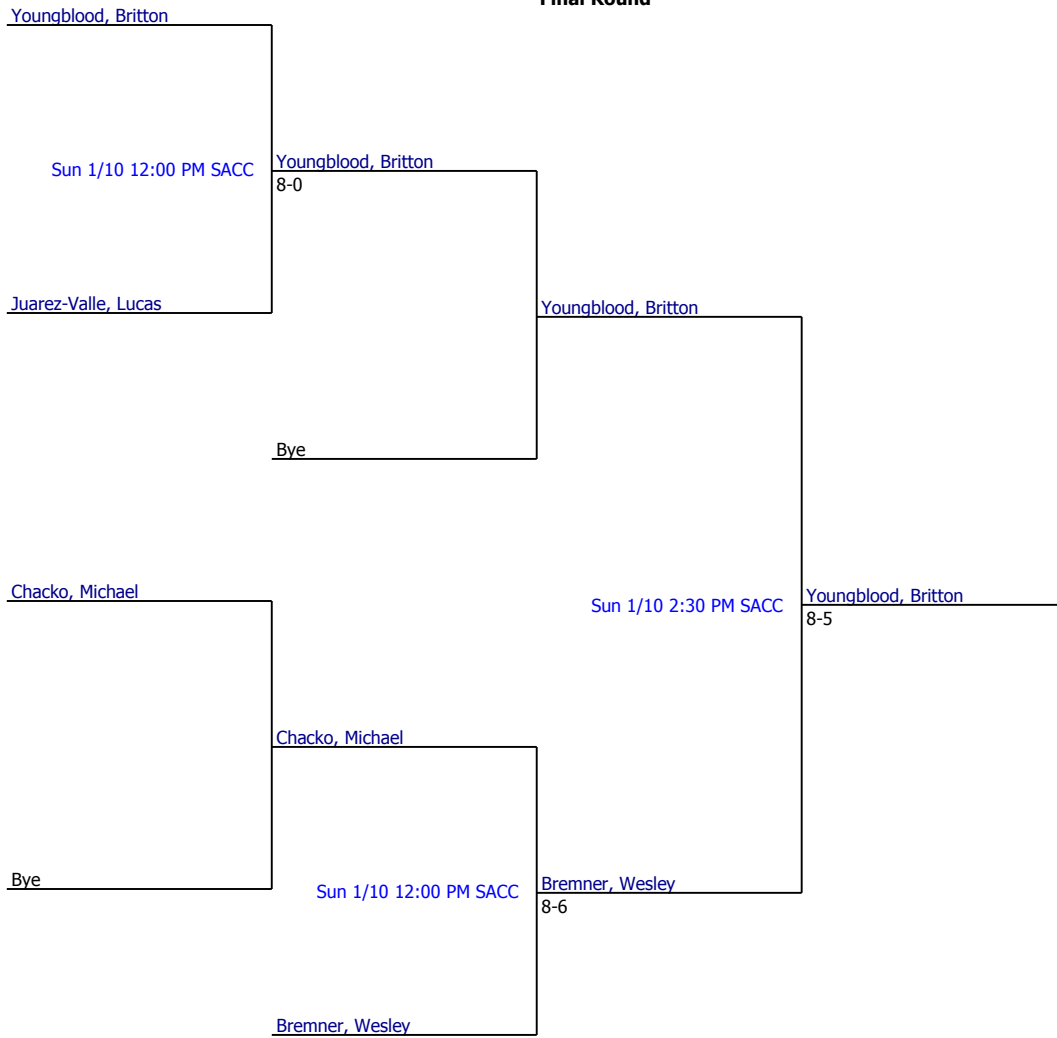 Final Round
Youngblood, Britton
Sun 1/10 12:00 PM SACC
Youngblood, Britton
8-0
Juarez-Valle, Lucas
Youngblood, Britton
Bye
Chacko, Michael
Sun 1/10 2:30 PM SACC
Youngblood, Britton
8-5
Chacko, Michael
Bye
Sun 1/10 12:00 PM SACC
Bremner, Wesley
8-6
Bremner, Wesley